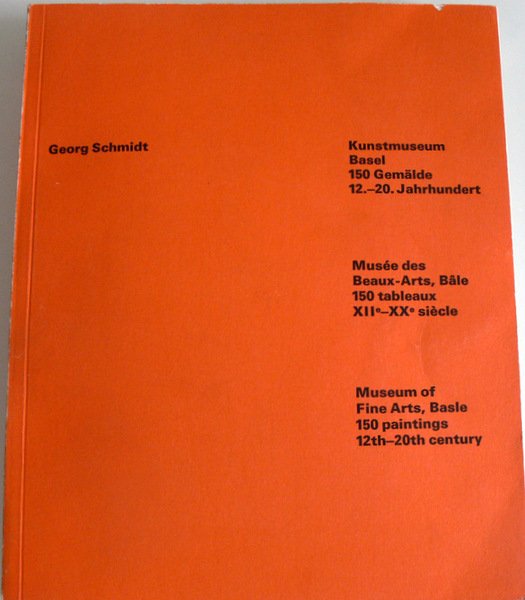 Georg Schmidt
Kunstmuseum
Basel
150 Gemälde
12.–20. Jahrhundert
Musée des
Beaux-Arts, Bâle
150 tableaux
XIIe–XXe siècle
Museum of
Fine Arts, Basle
150 paintings
12th–20th century